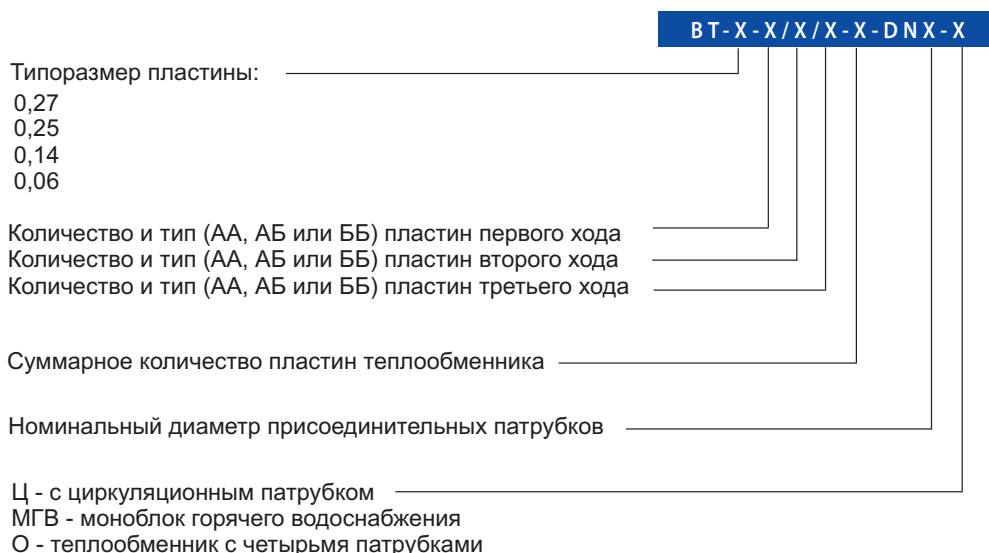 ВТ-Х-Х/Х/Х-Х-DNX-X
Типоразмер пластины:
0,27
0,25
0,14
0,06
Количество и тип (АА, АБ или ББ) пластин первого хода
Количество и тип (АА, АБ или ББ) пластин второго хода
Количество и тип (АА, АБ или ББ) пластин третьего хода
Суммарное количество пластин теплообменника
Номинальный диаметр присоединительных патрубков
Ц - с циркуляционным патрубком
МГВ - моноблок горячего водоснабжения
О - теплообменник с четырьмя патрубками